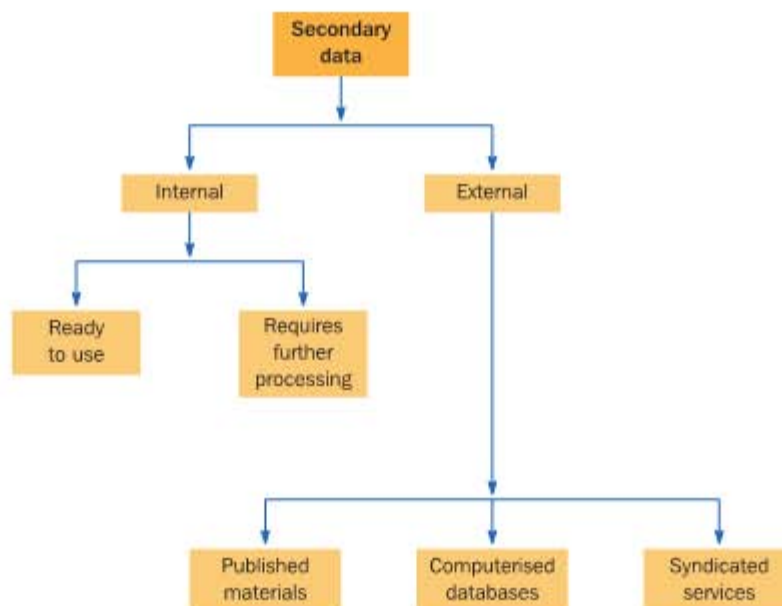 Secondary
data
Internal
External
Ready
to use
Requires
further
processing
Published
materials
Computerised
databases
Syndicated
services